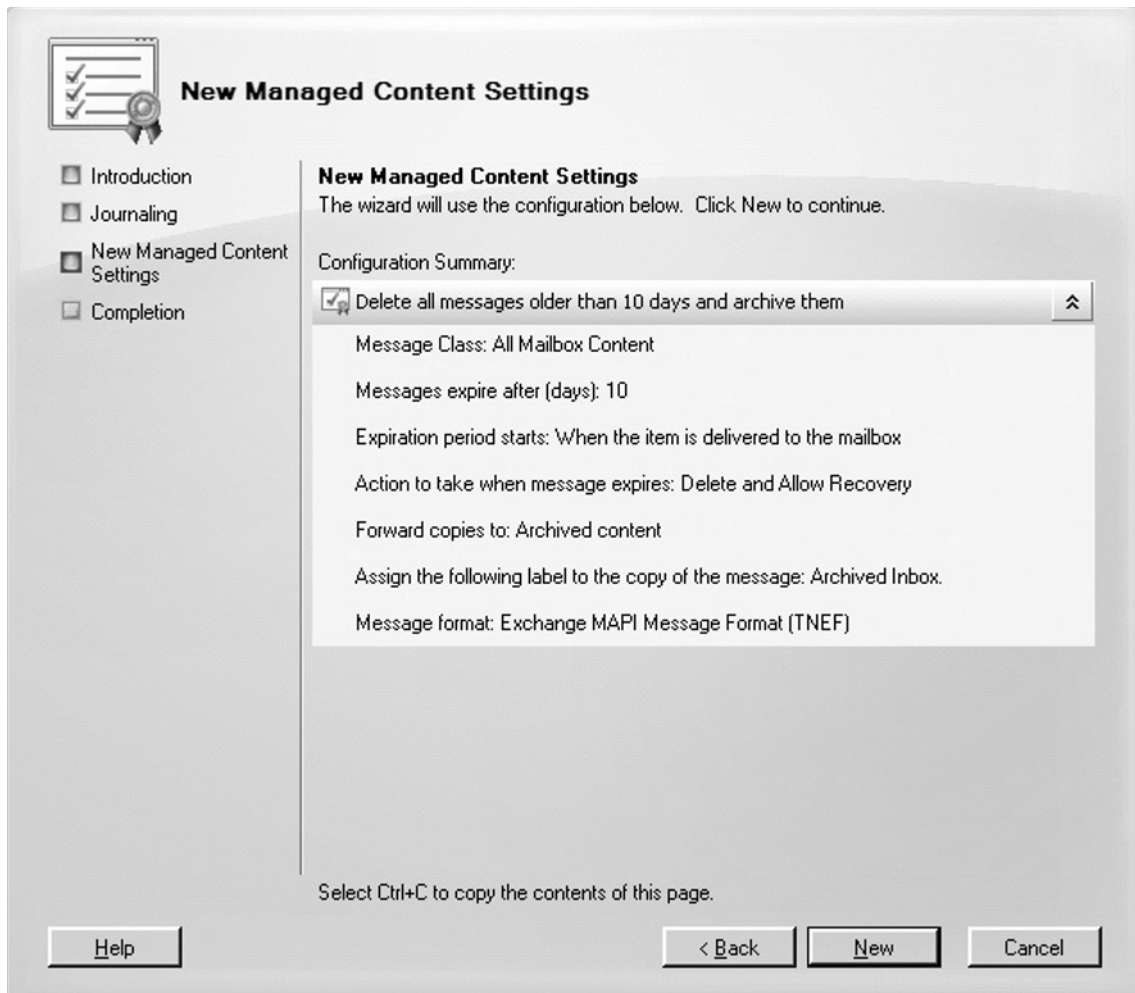 New Managed Content Settings
Introduction
Journaling
New Managed Content
Settings
Completion
New Managed Content Settings
The wizard will use the configuration below. Click New to continue.
Configuration Summary:
Delete all messages older than 10 days and archive them
Message Class: All Mailbox Content
Messages expire after (days): 10
Expiration period starts: When the item is delivered to the mailbox
Action to take when message expires: Delete and Allow Recovery
Forward copies to: Archived content
Assign the following label to the copy of the message: Archived Inbox.
Message format: Exchange MAPI Message Format (TNEF)
Select Ctrl+C to copy the contents of this page.
Help
< Back
New
Cancel